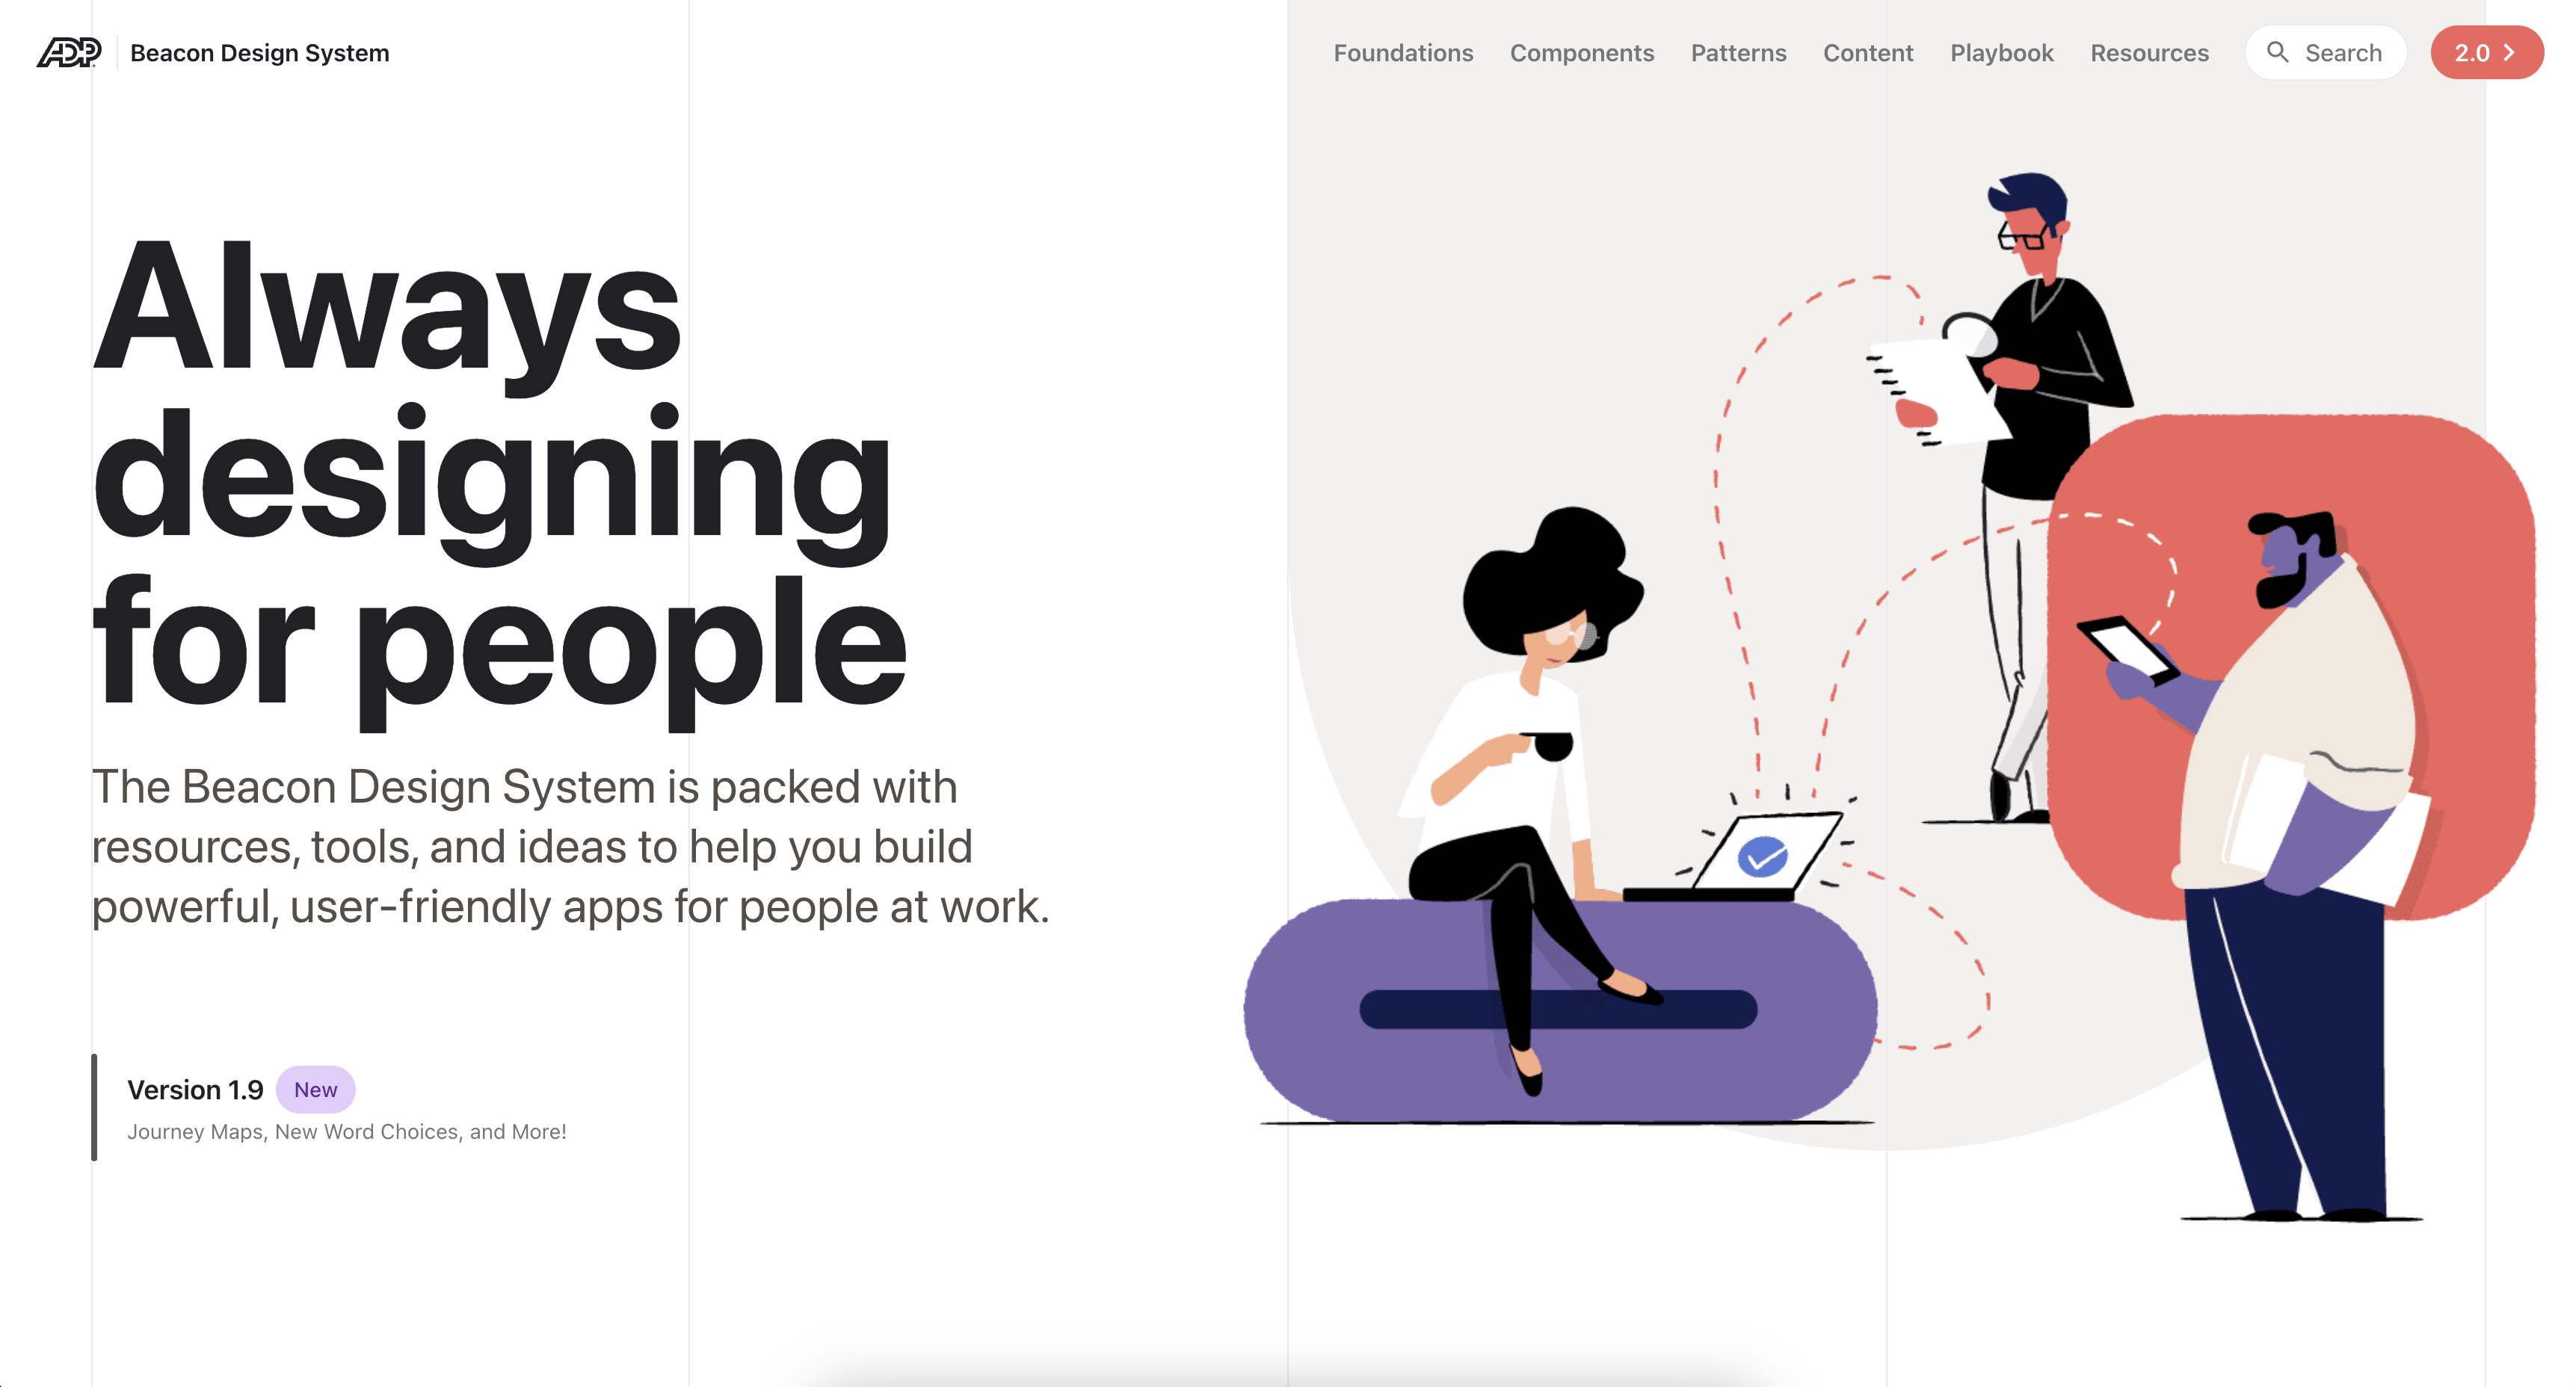 ADP
Beacon Design System
Foundations
Components
Patterns
Content
Playbook
Resources
Search
2.0
Always
designing
for people
The Beacon Design System is packed with
resources, tools, and ideas to help you build
powerful, user-friendly apps for people at work.
Version 1.9
New
Journey Maps, New Word Choices, and More!